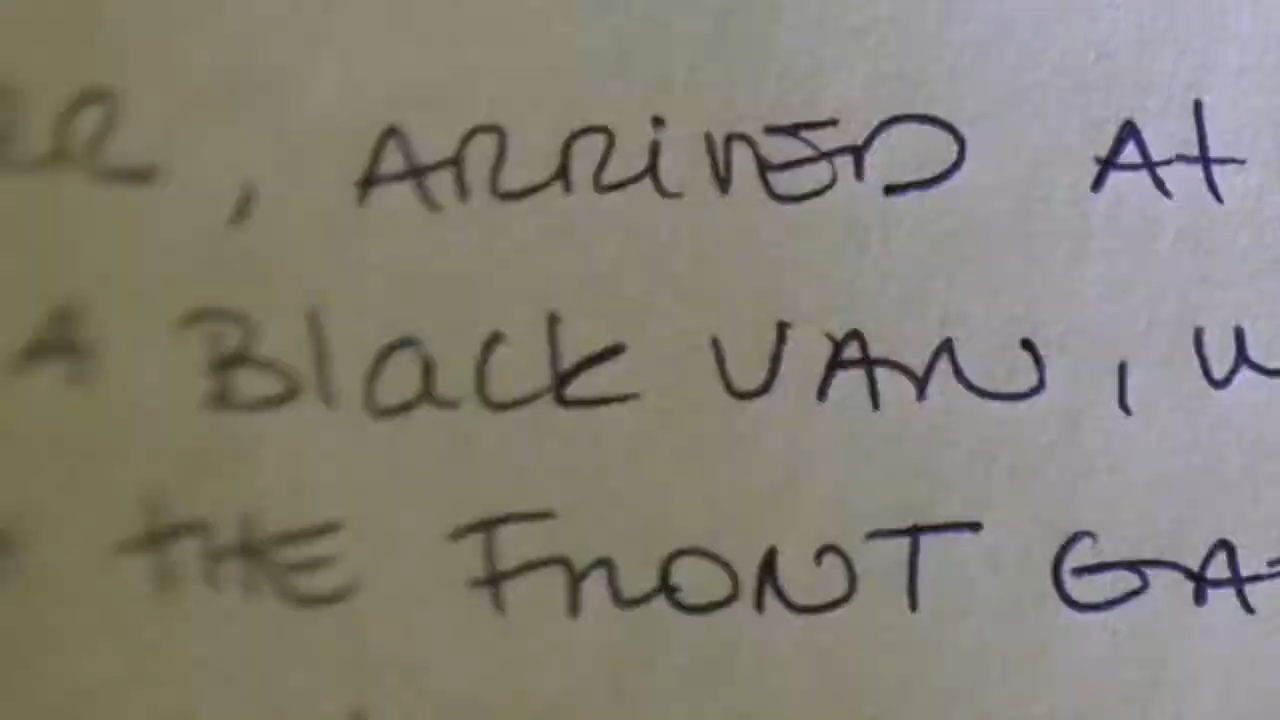 , ARRIVED At
A Black VAN,
THE FRONT